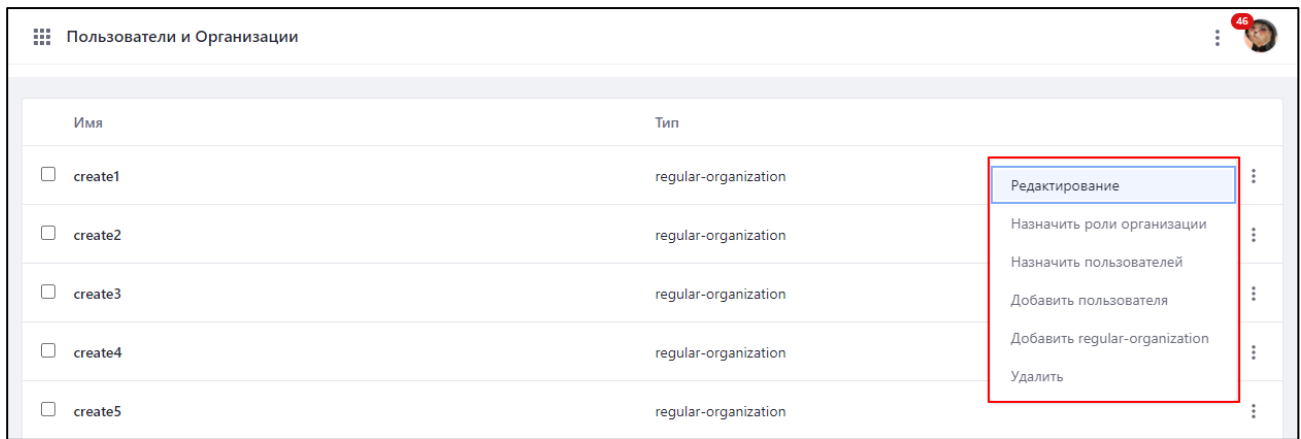 Пользователи и Организации
46
Имя Тип
create1 regular-organization
Редактирование
Назначить роли организации
create2 regular-organization
Назначить пользователей
create3 regular-organization
Добавить пользователя
Добавить regular-organization
create4 regular-organization
Удалить
create5 regular-organization